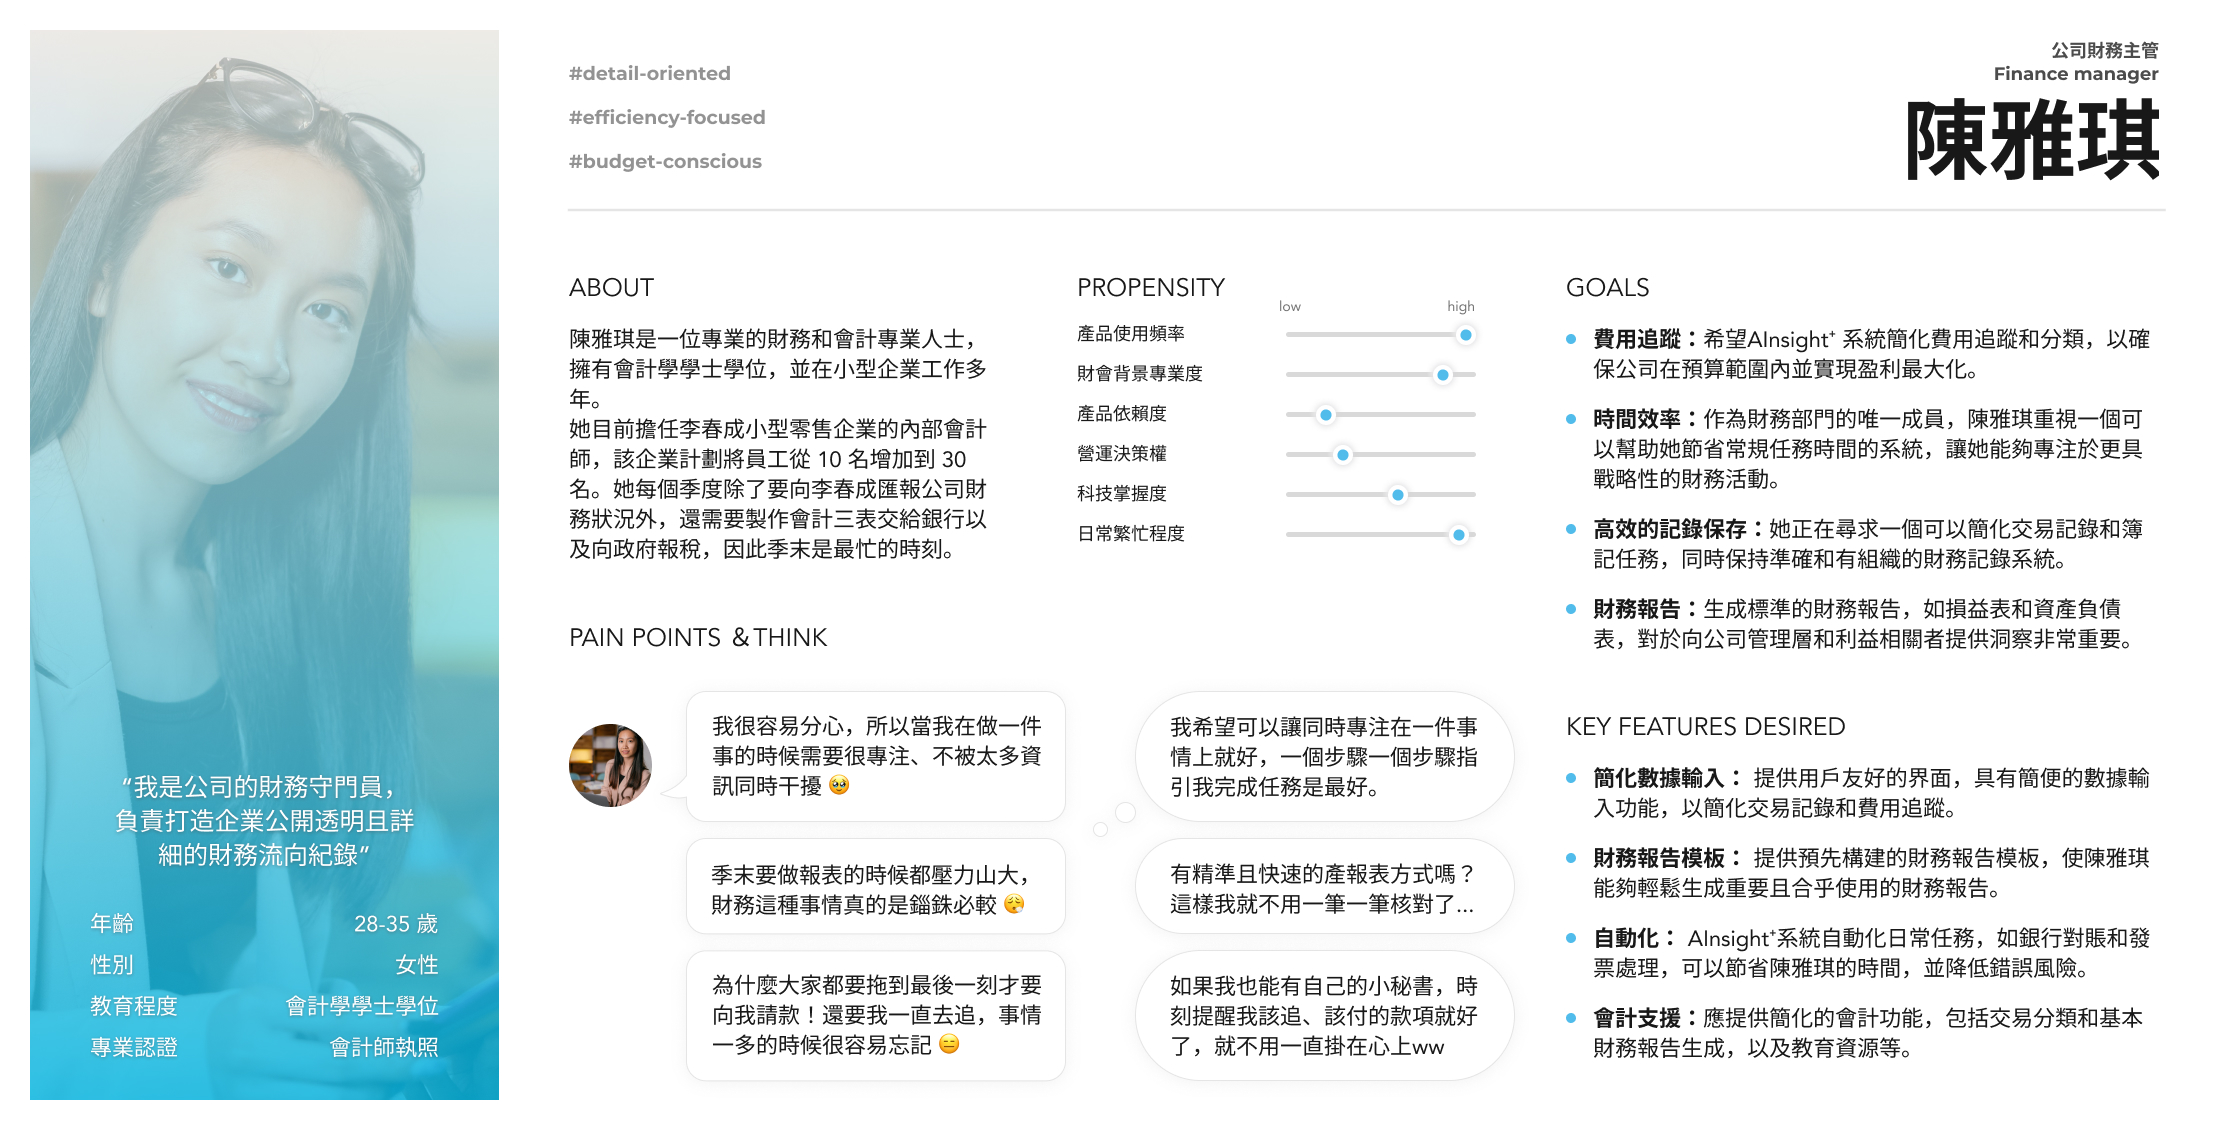 #detail-oriented
#efficiency-focused
#budget-conscious
公司財務主管
Finance manager
陳雅琪
“我是公司的財務守門員，
負責打造企業公開透明且詳
細的財務流向紀錄”
年齡 28-35 歲
性別 女性
教育程度 會計學學士學位
專業認證 會計師執照
ABOUT
陳雅琪是一位專業的財務和會計專業人士，
擁有會計學學士學位，並在小型企業工作多
年。
她目前擔任李春成小型零售企業的內部會計
師，該企業計劃將員工從 10 名增加到 30
名。她每個季度除了要向李春成匯報公司財
務狀況外，還需要製作會計三表交給銀行以
及向政府報稅，因此季末是最忙的時刻。
PROPENSITY
low high
產品使用頻率
財會背景專業度
產品依賴度
營運決策權
科技掌握度
日常繁忙程度
PAIN POINTS ＆THINK
我很容易分心，所以當我在做一件
事的時候需要很專注、不被太多資
訊同時干擾 🥹
季末要做報表的時候都壓力山大，
財務這種事情真的是錙銖必較 😮‍💨
為什麼大家都要拖到最後一刻才要
向我請款！還要我一直去追，事情
一多的時候很容易忘記 😑
我希望可以讓同時專注在一件事
情上就好，一個步驟一個步驟指
引我完成任務是最好。
有精準且快速的產報表方式嗎？
這樣我就不用一筆一筆核對了...
如果我也能有自己的小秘書，時
刻提醒我該追、該付的款項就好
了，就不用一直掛在心上ww
GOALS
費用追蹤：希望AInsight⁺ 系統簡化費用追蹤和分類，以確
保公司在預算範圍內並實現盈利最大化。
時間效率：作為財務部門的唯一成員，陳雅琪重視一個可
以幫助她節省常規任務時間的系統，讓她能夠專注於更具
戰略性的財務活動。
高效的記錄保存：她正在尋求一個可以簡化交易記錄和簿
記任務，同時保持準確和有組織的財務記錄系統。
財務報告：生成標準的財務報告，如損益表和資產負債
表，對於向公司管理層和利益相關者提供洞察非常重要。
KEY FEATURES DESIRED
簡化數據輸入： 提供用戶友好的界面，具有簡便的數據輸
入功能，以簡化交易記錄和費用追蹤。
財務報告模板： 提供預先構建的財務報告模板，使陳雅琪
能夠輕鬆生成重要且合乎使用的財務報告。
自動化： AInsight⁺系統自動化日常任務，如銀行對賬和發
票處理，可以節省陳雅琪的時間，並降低錯誤風險。
會計支援：應提供簡化的會計功能，包括交易分類和基本
財務報告生成，以及教育資源等。